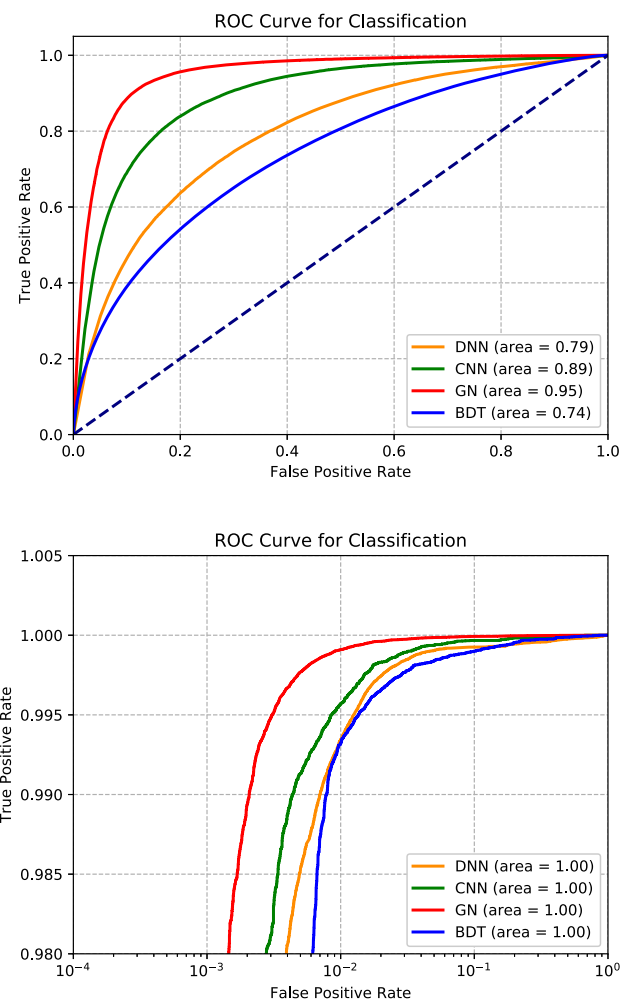 ROC Curve for Classification
1.0
0.8
0.6
0.4
0.2
0.0
True Positive Rate
DNN (area = 0.79)
CNN (area = 0.89)
GN (area = 0.95)
BDT (area = 0.74)
0.0 0.2 0.4 0.6 0.8 1.0
False Positive Rate
ROC Curve for Classification
1.005
1.000
0.995
0.990
0.985
0.980
True Positive Rate
DNN (area = 1.00)
CNN (area = 1.00)
GN (area = 1.00)
BDT (area = 1.00)
10⁻⁴ 10⁻³ 10⁻² 10⁻¹ 10⁰
False Positive Rate